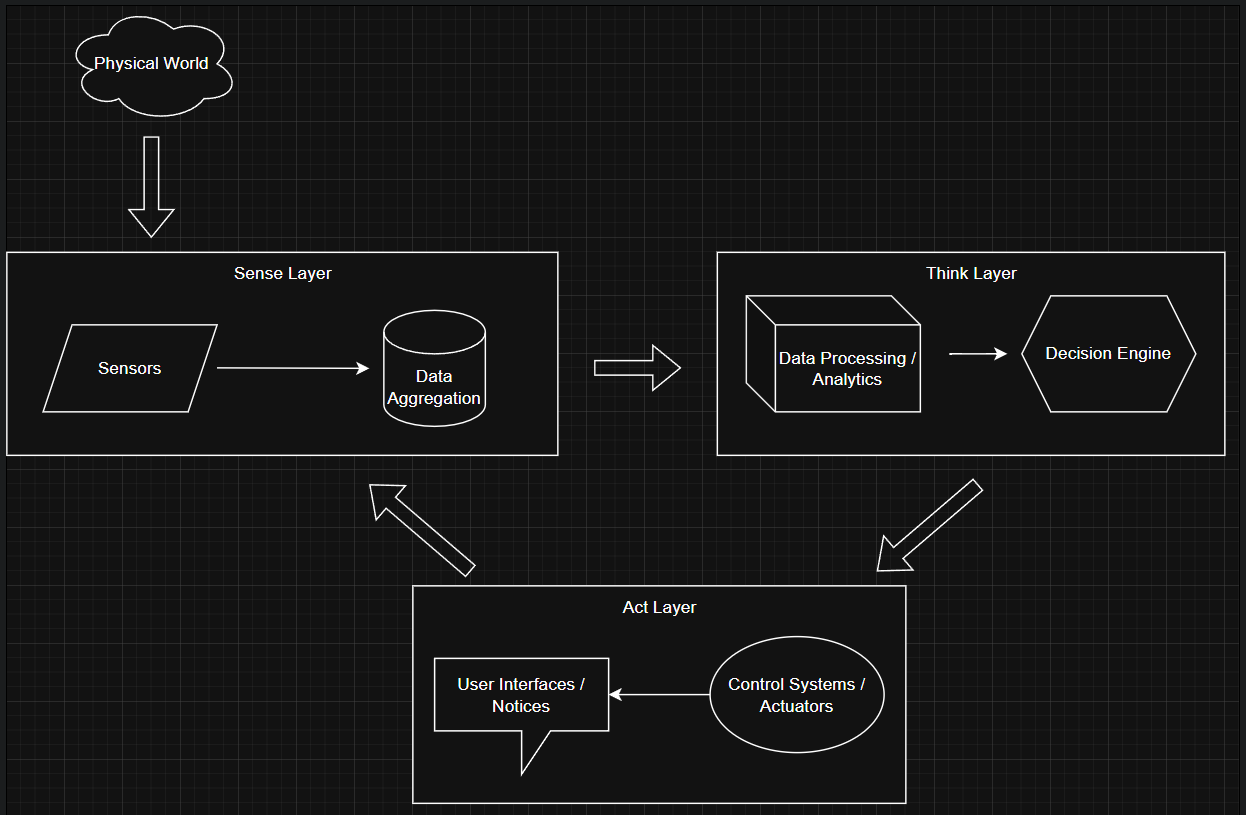 Physical World
Sense Layer
Sensors
Data
Aggregation
Think Layer
Data Processing /
Analytics
Decision Engine
Act Layer
User Interfaces /
Notices
Control Systems /
Actuators